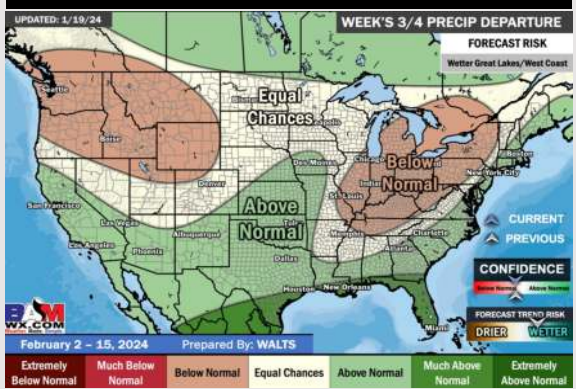 UPDATED: 1/19/24
WEEK'S 3/4 PRECIP DEPARTURE
FORECAST RISK
Wetter Great Lakes/West Coast
Seattle
Equal
Chances
Boise
Des Moines
Chicago
Below
Normal
Boston
New York City
Denver
St. Louis
San Francisco
Las Vegas
Above
Normal
Los Angeles
Albuquerque
Memphis
Charlotte
Phoenix
Atlanta
Dallas
Houston
New Orleans
Miami
CURRENT
PREVIOUS
CONFIDENCE
Below Normal
Above Normal
FORECAST TREND RISK
DRIER
WETTER
BAM
WX.COM
February 2 – 15, 2024
Prepared By: WALTS
Extremely
Below Normal
Much Below
Normal
Below Normal
Equal Chances
Above Normal
Much Above
Normal
Extremely
Above Normal